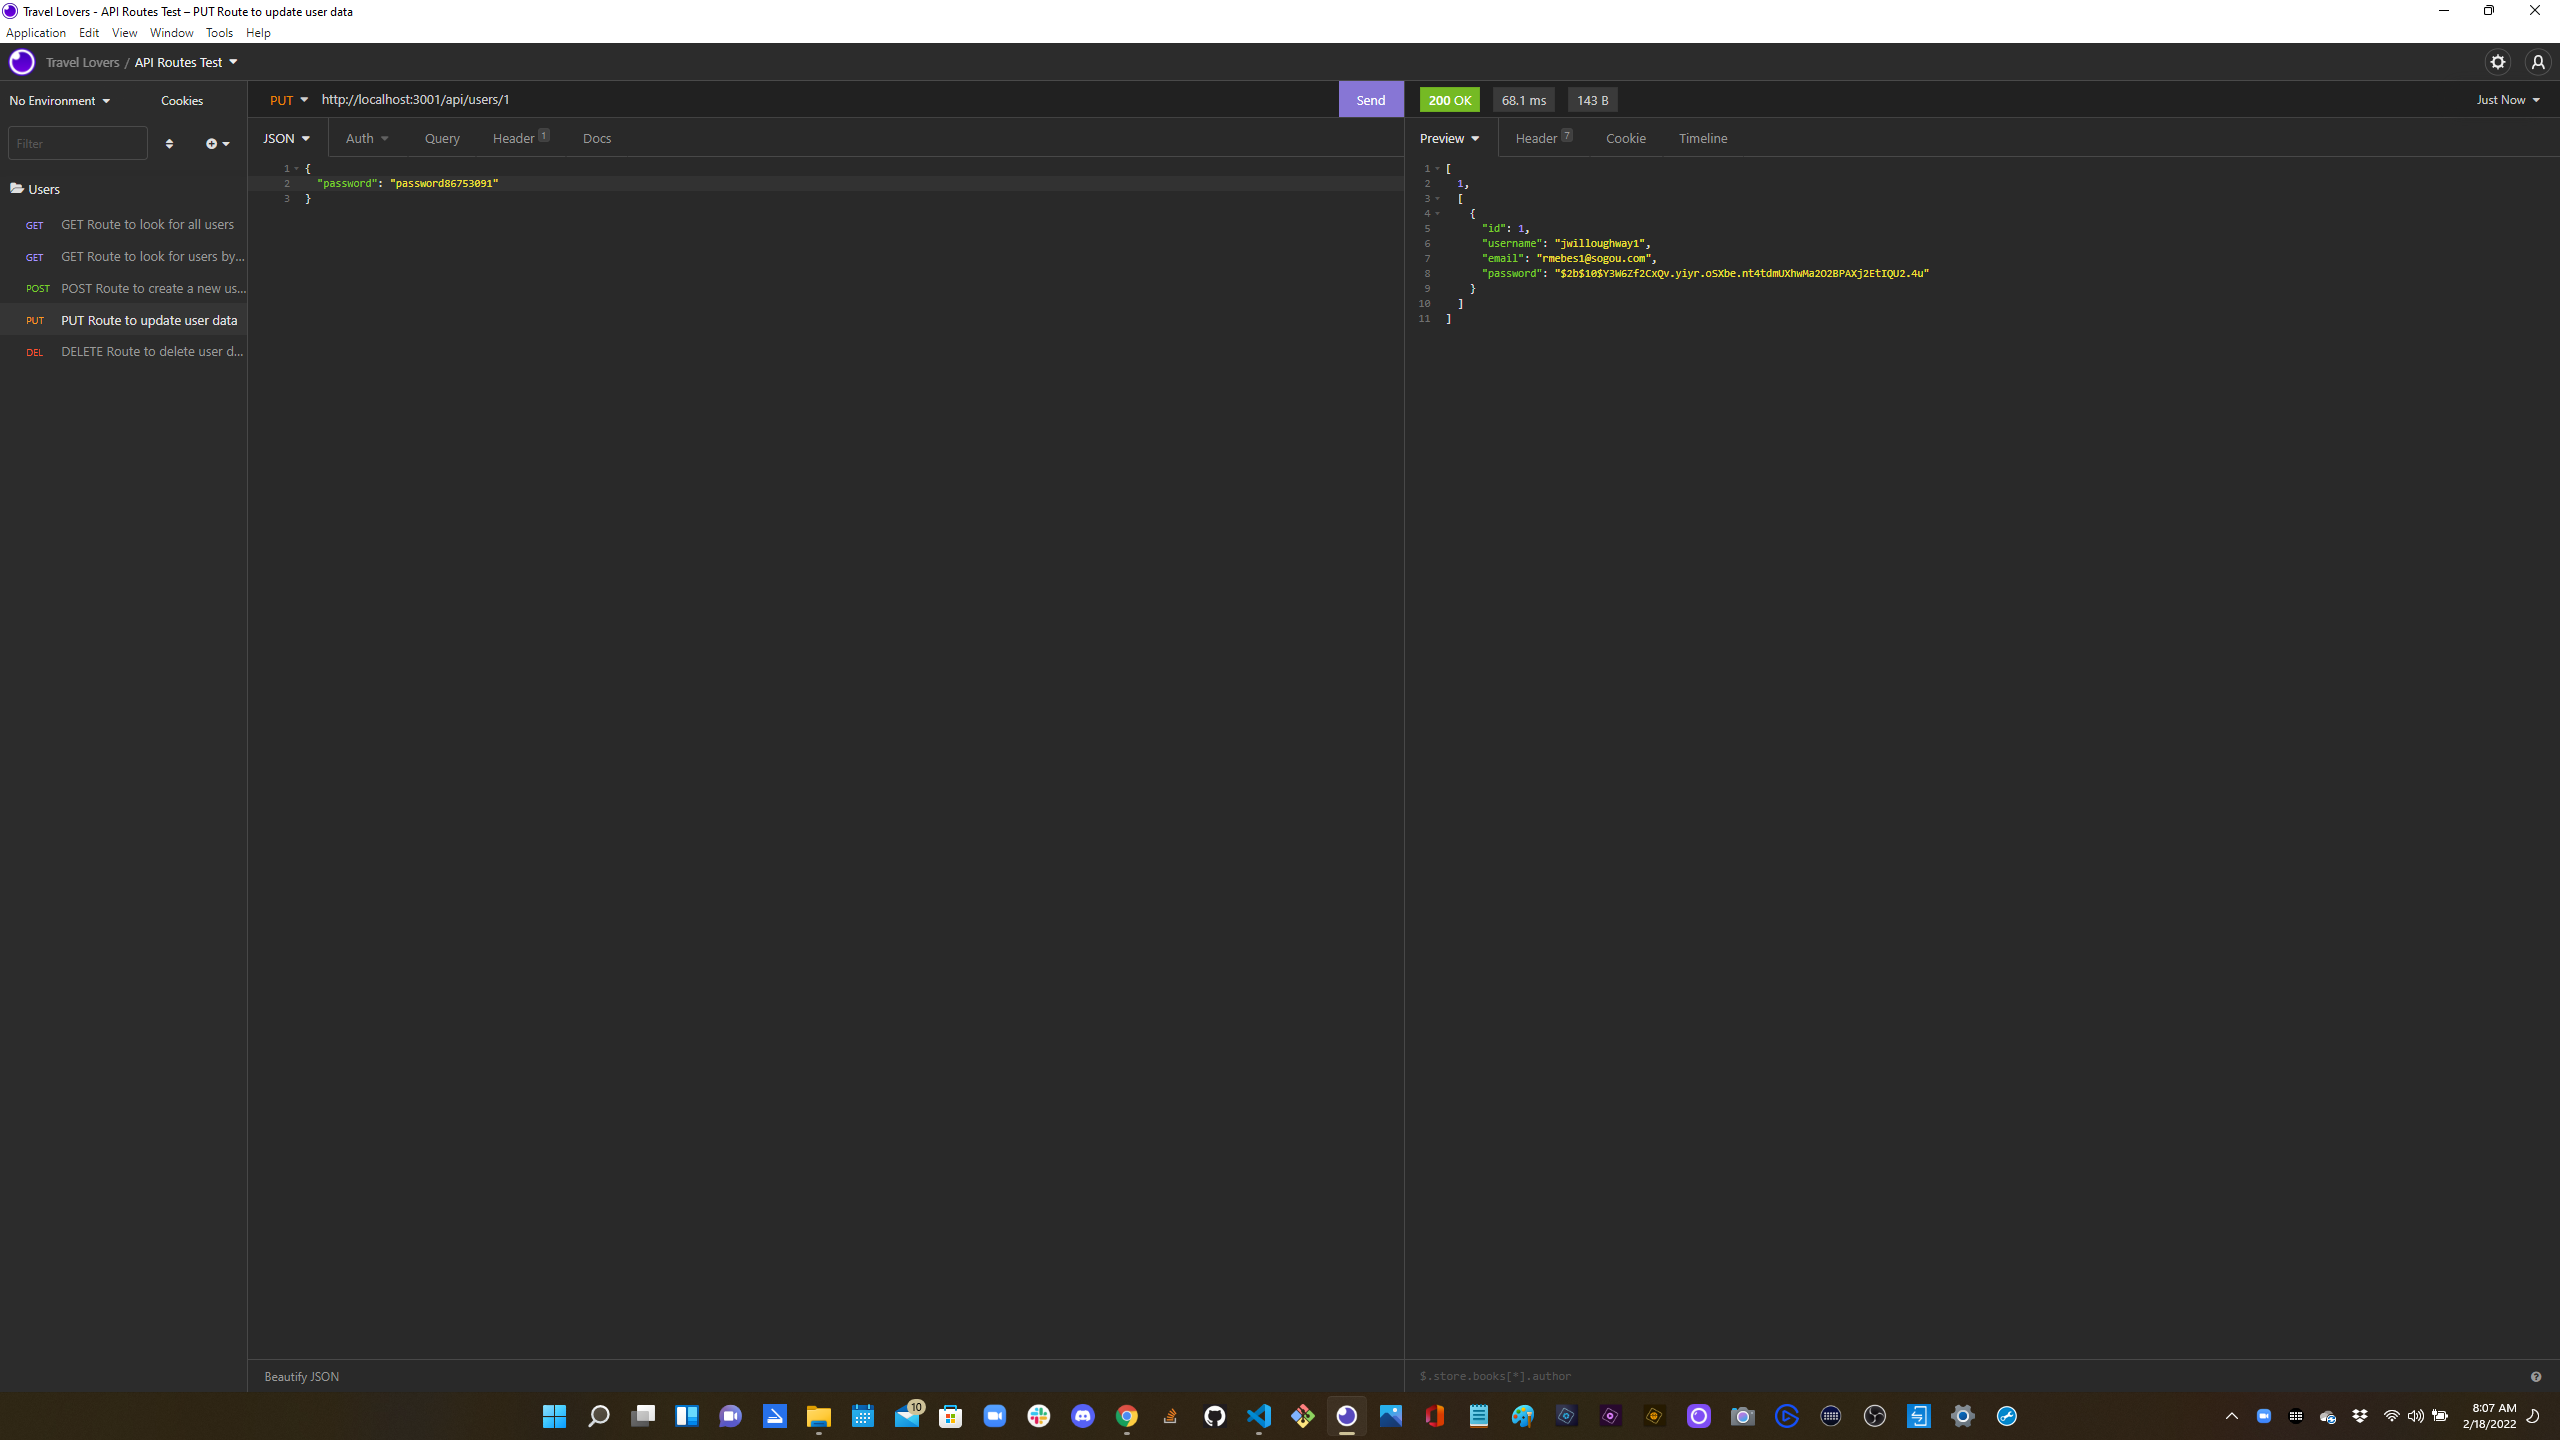 Travel Lovers - API Routes Test – PUT Route to update user data
Application Edit View Window Tools Help
Travel Lovers / API Routes Test
No Environment Cookies
Filter
Users
GET GET Route to look for all users
GET GET Route to look for users by...
POST POST Route to create a new us...
PUT PUT Route to update user data
DEL DELETE Route to delete user d...
PUT http://localhost:3001/api/users/1 Send
JSON Auth Query Header 1 Docs
1 {
2 "password": "password86753091"
3 }
Beautify JSON
200 OK 68.1 ms 143 B Just Now
Preview Header 7 Cookie Timeline
1 [
2 1,
3 [
4 {
5 "id": 1,
6 "username": "jwilloughway1",
7 "email": "rmebes1@sogou.com",
8 "password": "$2b$10$Y3W6Zf2CxQv.yiyr.oSXbe.nt4tdmUXhwMa2O2BPAXj2EtIQU2.4u"
9 }
10 ]
11 ]
$.store.books[*].author
10
8:07 AM
2/18/2022